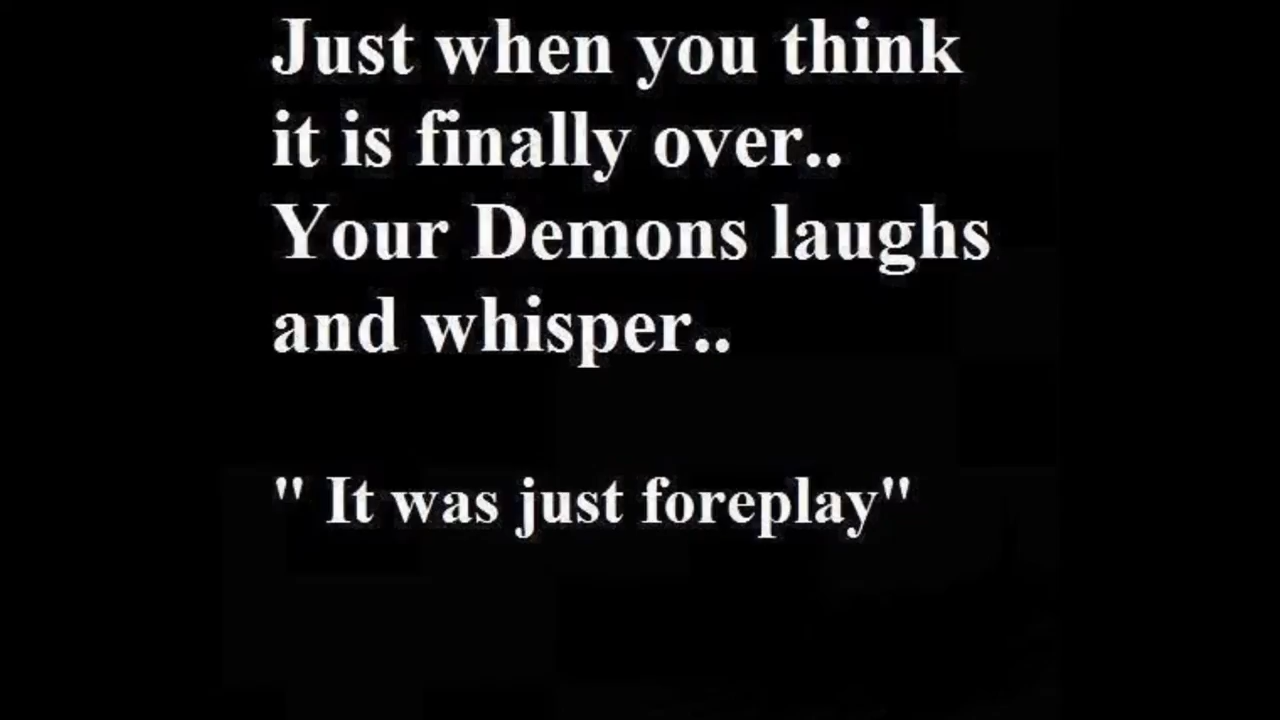 Just when you think
it is finally over..
Your Demons laughs
and whisper..
" It was just foreplay"